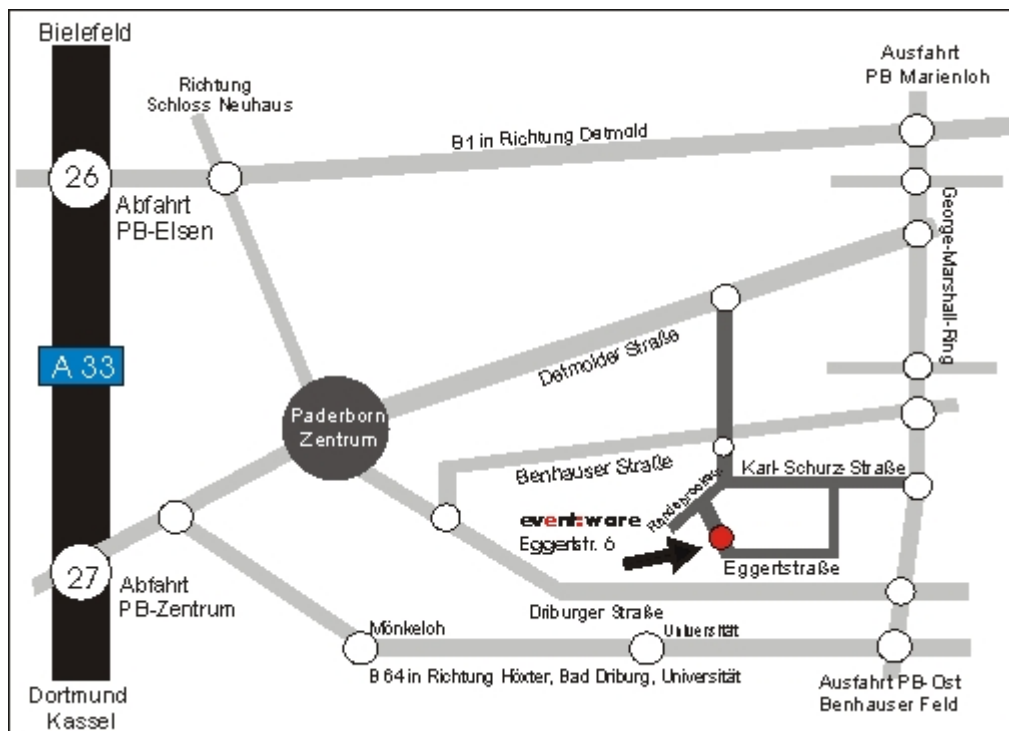 Bielefeld
Ausfahrt
PB Marienloh
Richtung
Schloss Neuhaus
B1 in Richtung Detmold
26
Abfahrt
PB-Elsen
George-Marshall-Ring
A 33
Detmolder Straße
Paderborn
Zentrum
Benhauser Straße
Karl-Schurz-Straße
event:ware
Eggertstr. 6
Eggertstraße
27
Abfahrt
PB-Zentrum
Driburger Straße
Mönkeloh
Universität
B 64 in Richtung Höxter, Bad Driburg, Universität
Dortmund
Kassel
Ausfahrt PB-Ost
Benhauser Feld